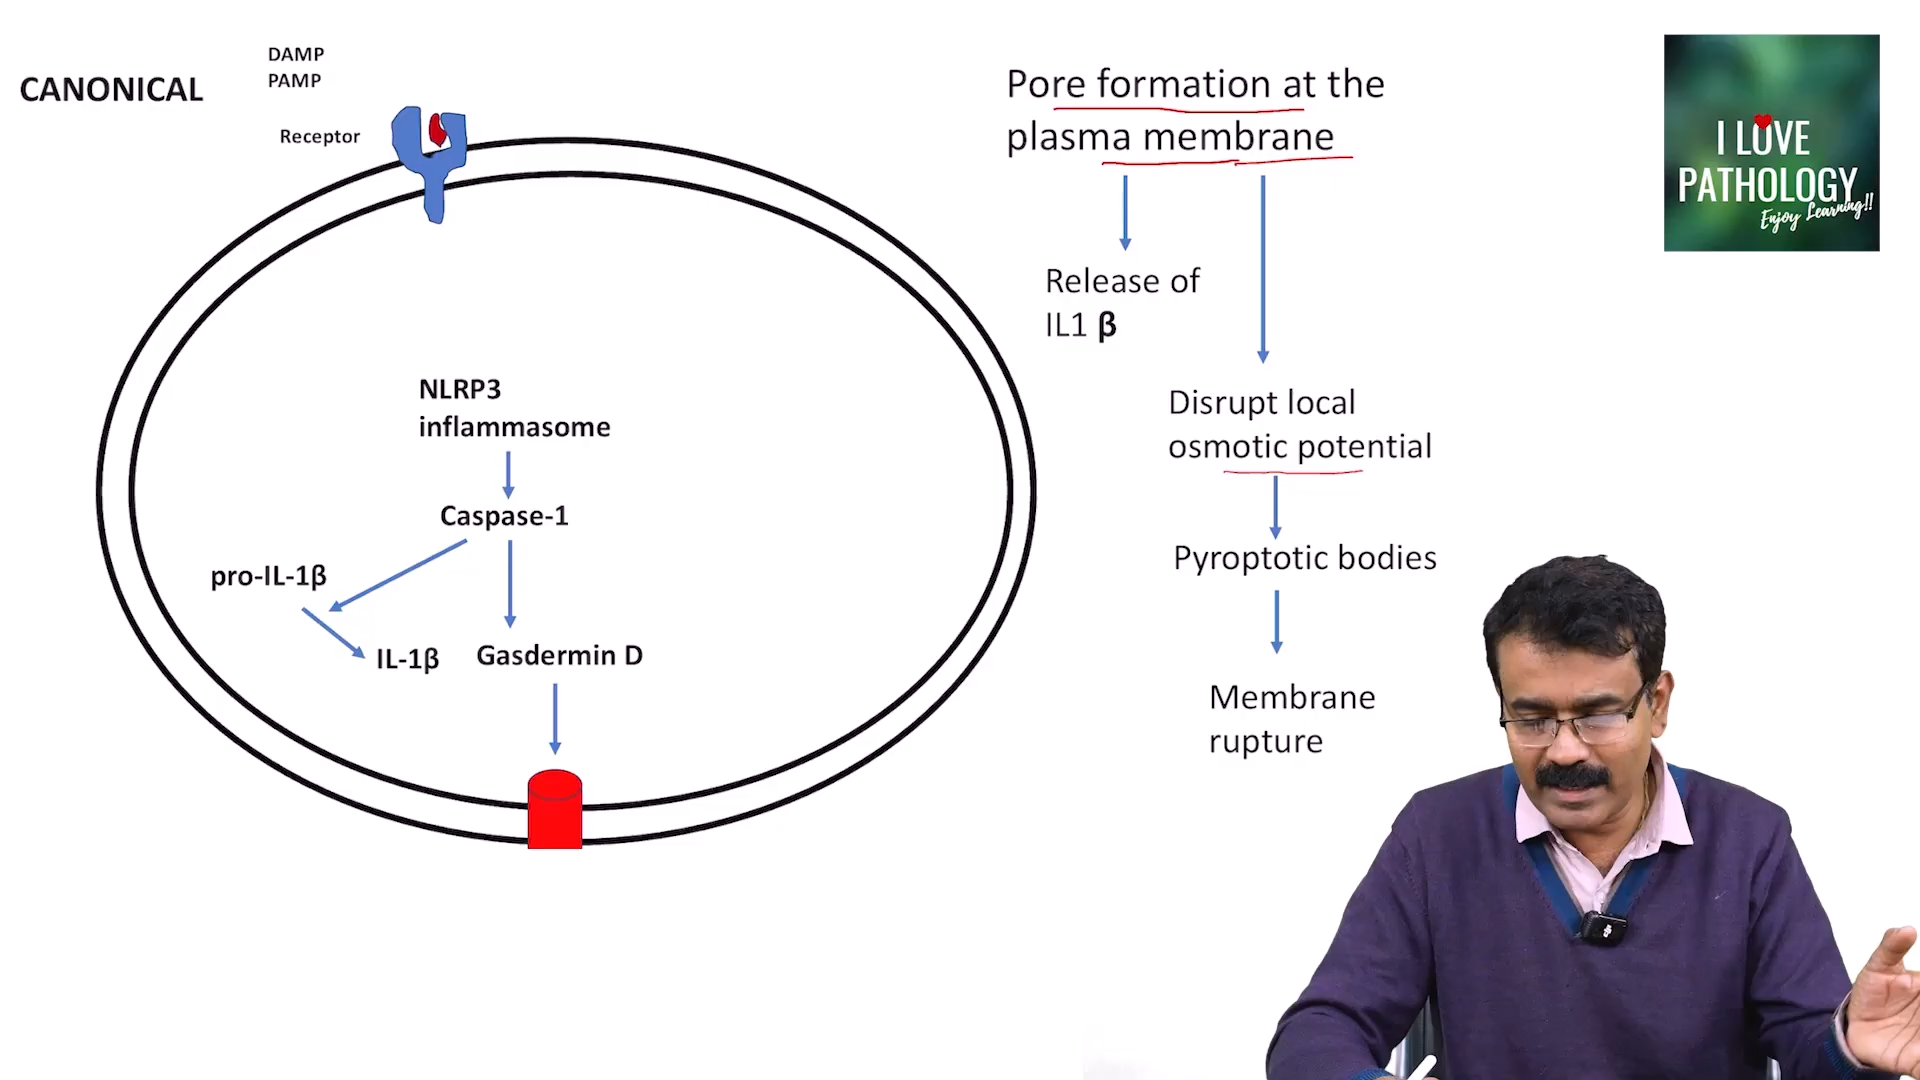 CANONICAL
DAMP
PAMP
Receptor
NLRP3
inflammasome
Caspase-1
pro-IL-1β
IL-1β
Gasdermin D
Pore formation at the
plasma membrane
Release of
IL1 β
Disrupt local
osmotic potential
Pyroptotic bodies
Membrane
rupture
I LOVE
PATHOLOGY
Enjoy Learning!!